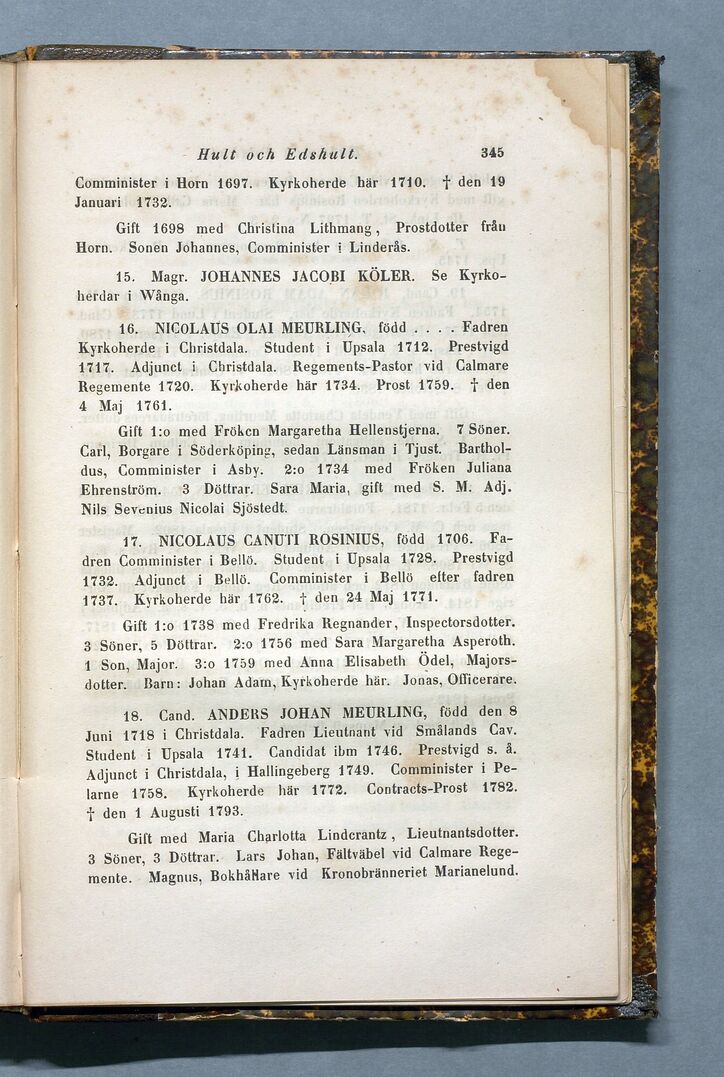 Hult och Edshult. 345
Comminister i Horn 1697. Kyrkoherde här 1710. † den 19
Januari 1732.
Gift 1698 med Christina Lithmang, Prostdotter från
Horn. Sonen Johannes, Comminister i Linderås.
15. Magr. JOHANNES JACOBI KÖLER. Se Kyrko-
herdar i Wånga.
16. NICOLAUS OLAI MEURLING, född . . . . Fadren
Kyrkoherde i Christdala. Student i Upsala 1712. Prestvigd
1717. Adjunct i Christdala. Regements-Pastor vid Calmare
Regemente 1720. Kyrkoherde här 1734. Prost 1759. † den
4 Maj 1761.
Gift 1:o med Fröken Margaretha Hellenstjerna. 7 Söner.
Carl, Borgare i Söderköping, sedan Länsman i Tjust. Barthol-
dus, Comminister i Asby. 2:o 1734 med Fröken Juliana
Ehrenström. 3 Döttrar. Sara Maria, gift med S. M. Adj.
Nils Sevenius Nicolai Sjöstedt.
17. NICOLAUS CANUTI ROSINIUS, född 1706. Fa-
dren Comminister i Bellö. Student i Upsala 1728. Prestvigd
1732. Adjunct i Bellö. Comminister i Bellö efter fadren
1737. Kyrkoherde här 1762. † den 24 Maj 1771.
Gift 1:o 1738 med Fredrika Regnander, Inspectorsdotter.
3 Söner, 5 Döttrar. 2:o 1756 med Sara Margaretha Asperoth.
1 Son, Major. 3:o 1759 med Anna Elisabeth Ödel, Majors-
dotter. Barn: Johan Adam, Kyrkoherde här. Jonas, Officerare.
18. Cand. ANDERS JOHAN MEURLING, född den 8
Juni 1718 i Christdala. Fadren Lieutnant vid Smålands Cav.
Student i Upsala 1741. Candidat ibm 1746. Prestvigd s. å.
Adjunct i Christdala, i Hallingeberg 1749. Comminister i Pe-
larne 1758. Kyrkoherde här 1772. Contracts-Prost 1782.
† den 1 Augusti 1793.
Gift med Maria Charlotta Lindcrantz, Lieutnantsdotter.
3 Söner, 3 Döttrar. Lars Johan, Fältväbel vid Calmare Rege-
mente. Magnus, Bokhållare vid Kronobränneriet Marianelund.